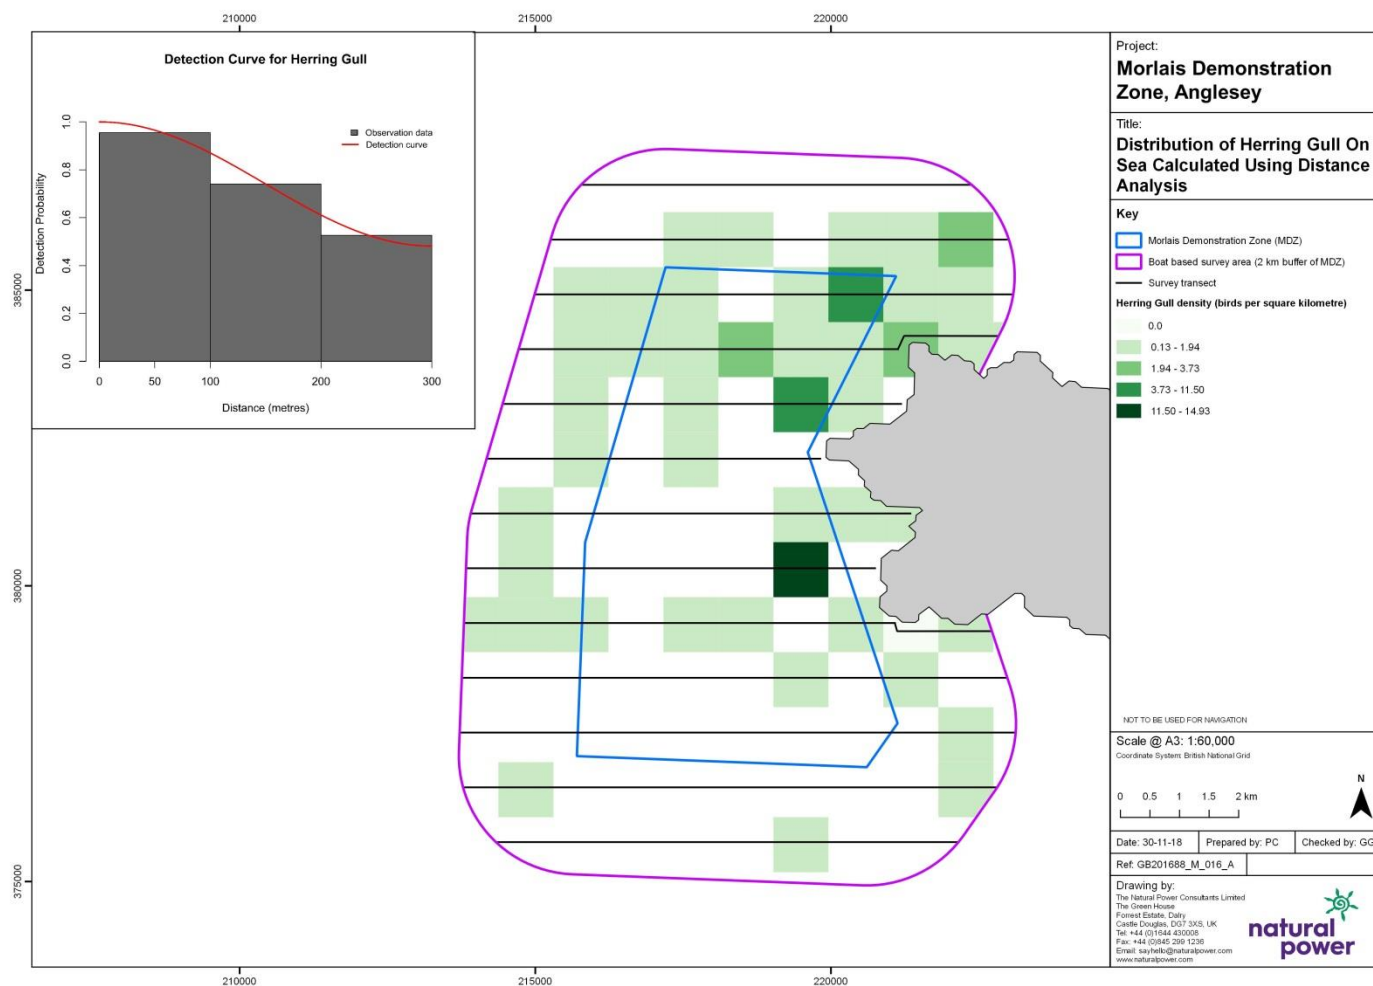 210000
215000
220000
Detection Curve for Herring Gull
Observation data
Detection curve
Detection Probability
0.0
0.2
0.4
0.6
0.8
1.0
0
50
100
200
300
Distance (metres)
385000
380000
375000
210000
215000
220000
Project:
Morlais Demonstration
Zone, Anglesey
Title:
Distribution of Herring Gull On
Sea Calculated Using Distance
Analysis
Key
Morlais Demonstration Zone (MDZ)
Boat based survey area (2 km buffer of MDZ)
Survey transect
Herring Gull density (birds per square kilometre)
0.0
0.13 - 1.94
1.94 - 3.73
3.73 - 11.50
11.50 - 14.93
NOT TO BE USED FOR NAVIGATION
Scale @ A3: 1:60,000
Coordinate System: British National Grid
N
0 0.5 1 1.5 2 km
Date: 30-11-18 Prepared by: PC Checked by: GG
Ref: GB201688_M_016_A
Drawing by:
The Natural Power Consultants Limited
The Green House
Forrest Estate, Dalry
Castle Douglas, DG7 3XS, UK
Tel: +44 (0)1644 430008
Fax: +44 (0)845 299 1236
Email: sayhello@naturalpower.com
www.naturalpower.com
natural
power